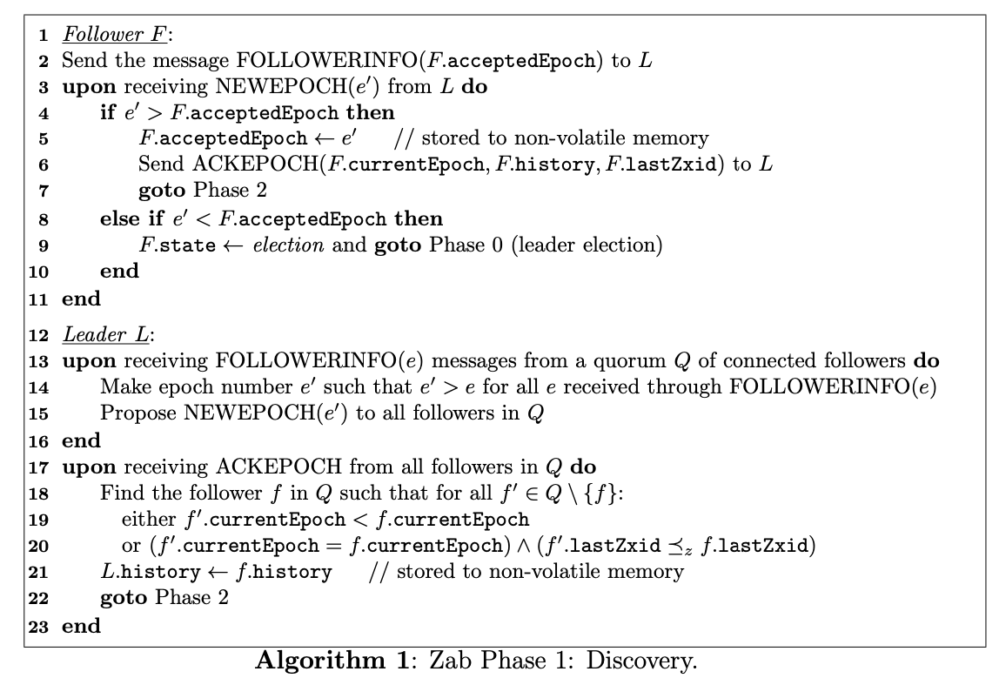 1 Follower F:
2 Send the message FOLLOWERINFO(F.acceptedEpoch) to L
3 upon receiving NEWEPOCH(e′) from L do
4 if e′ > F.acceptedEpoch then
5 F.acceptedEpoch ← e′ // stored to non-volatile memory
6 Send ACKEPOCH(F.currentEpoch, F.history, F.lastZxid) to L
7 goto Phase 2
8 else if e′ < F.acceptedEpoch then
9 F.state ← election and goto Phase 0 (leader election)
10 end
11 end
12 Leader L:
13 upon receiving FOLLOWERINFO(e) messages from a quorum Q of connected followers do
14 Make epoch number e′ such that e′ > e for all e received through FOLLOWERINFO(e)
15 Propose NEWEPOCH(e′) to all followers in Q
16 end
17 upon receiving ACKEPOCH from all followers in Q do
18 Find the follower f in Q such that for all f′ ∈ Q \ {f}:
19 either f′.currentEpoch < f.currentEpoch
20 or (f′.currentEpoch = f.currentEpoch) ∧ (f′.lastZxid ⪯z f.lastZxid)
21 L.history ← f.history // stored to non-volatile memory
22 goto Phase 2
23 end
Algorithm 1: Zab Phase 1: Discovery.